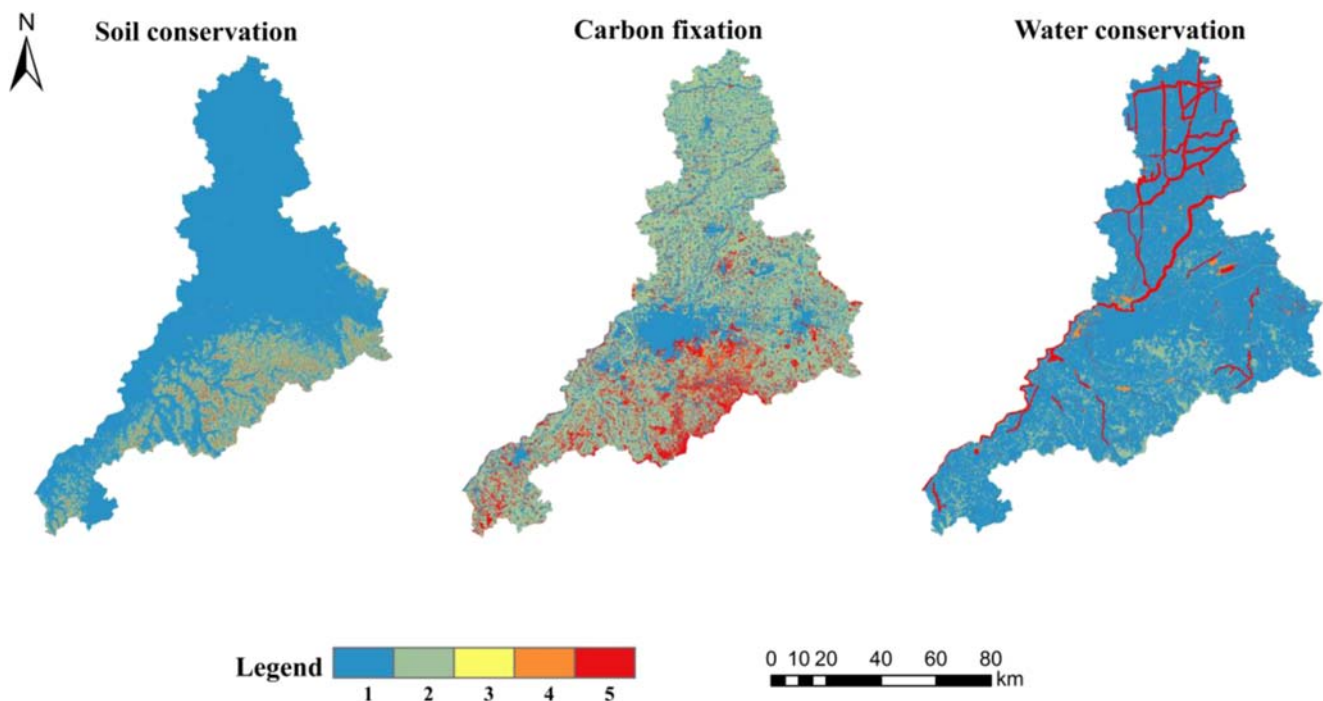 N
Soil conservation
Carbon fixation
Water conservation
Legend
1 2 3 4 5
0 10 20 40 60 80
km